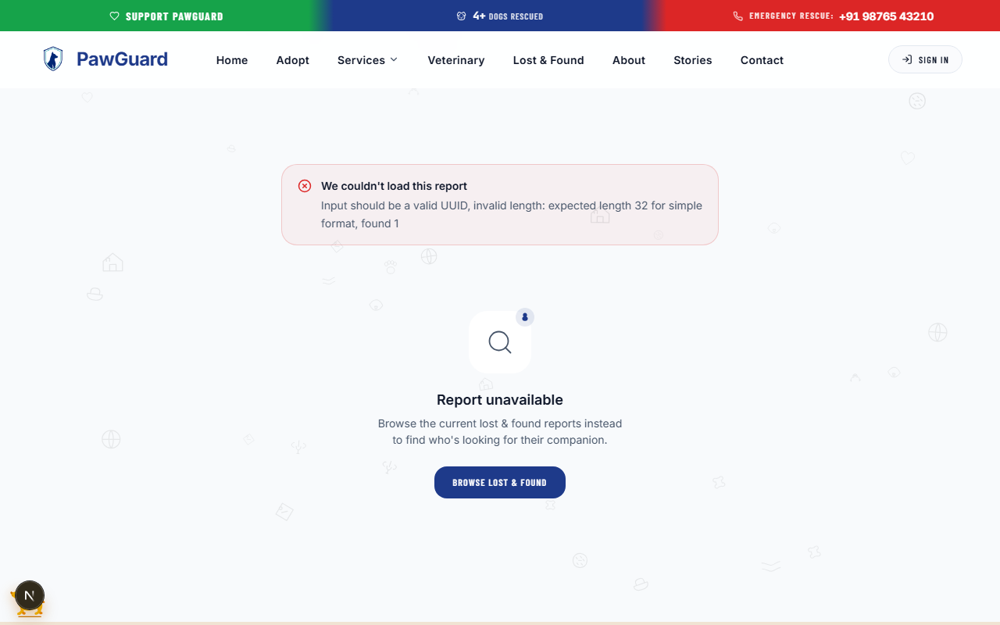 SUPPORT PAWGUARD
4+ DOGS RESCUED
EMERGENCY RESCUE: +91 98765 43210
PawGuard
Home
Adopt
Services
Veterinary
Lost & Found
About
Stories
Contact
SIGN IN
We couldn't load this report
Input should be a valid UUID, invalid length: expected length 32 for simple
format, found 1
Report unavailable
Browse the current lost & found reports instead
to find who's looking for their companion.
BROWSE LOST & FOUND
N